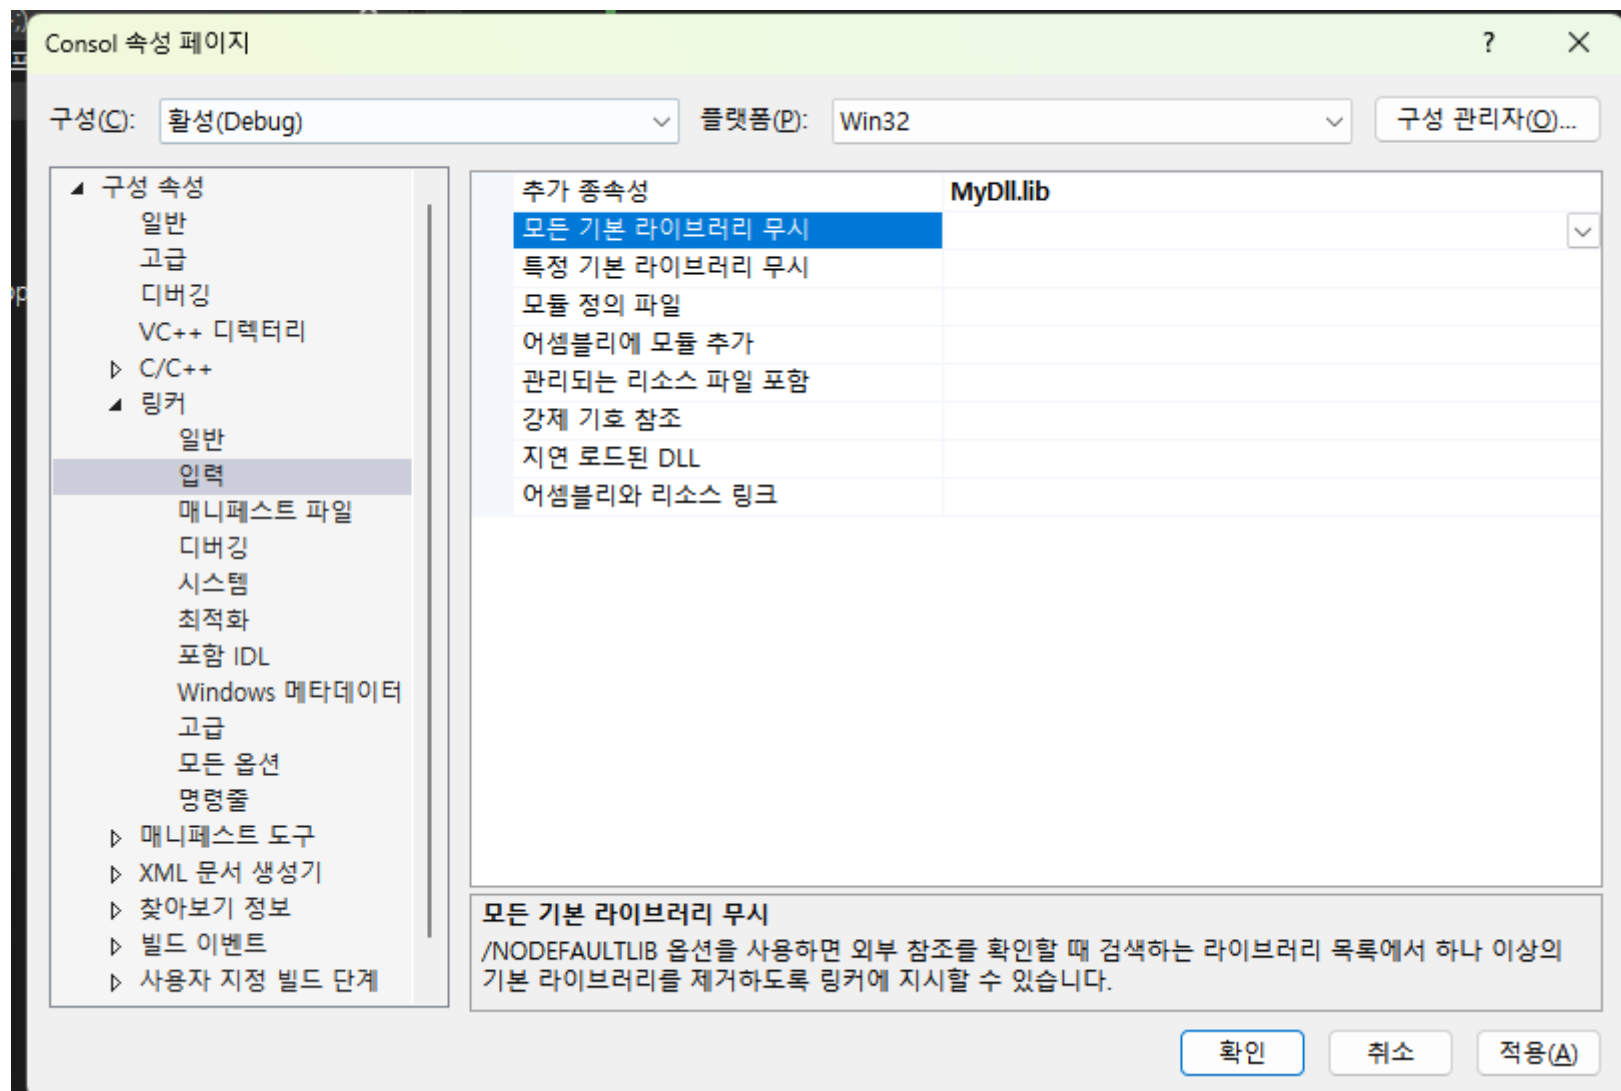 Consol 속성 페이지
?
구성(C):
활성(Debug)
플랫폼(P):
Win32
구성 관리자(O)...
구성 속성
일반
고급
디버깅
VC++ 디렉터리
C/C++
링커
일반
입력
매니페스트 파일
디버깅
시스템
최적화
포함 IDL
Windows 메타데이터
고급
모든 옵션
명령줄
매니페스트 도구
XML 문서 생성기
찾아보기 정보
빌드 이벤트
사용자 지정 빌드 단계
추가 종속성 MyDll.lib
모든 기본 라이브러리 무시
특정 기본 라이브러리 무시
모듈 정의 파일
어셈블리에 모듈 추가
관리되는 리소스 파일 포함
강제 기호 참조
지연 로드된 DLL
어셈블리와 리소스 링크
모든 기본 라이브러리 무시
/NODEFAULTLIB 옵션을 사용하면 외부 참조를 확인할 때 검색하는 라이브러리 목록에서 하나 이상의
기본 라이브러리를 제거하도록 링커에 지시할 수 있습니다.
확인
취소
적용(A)